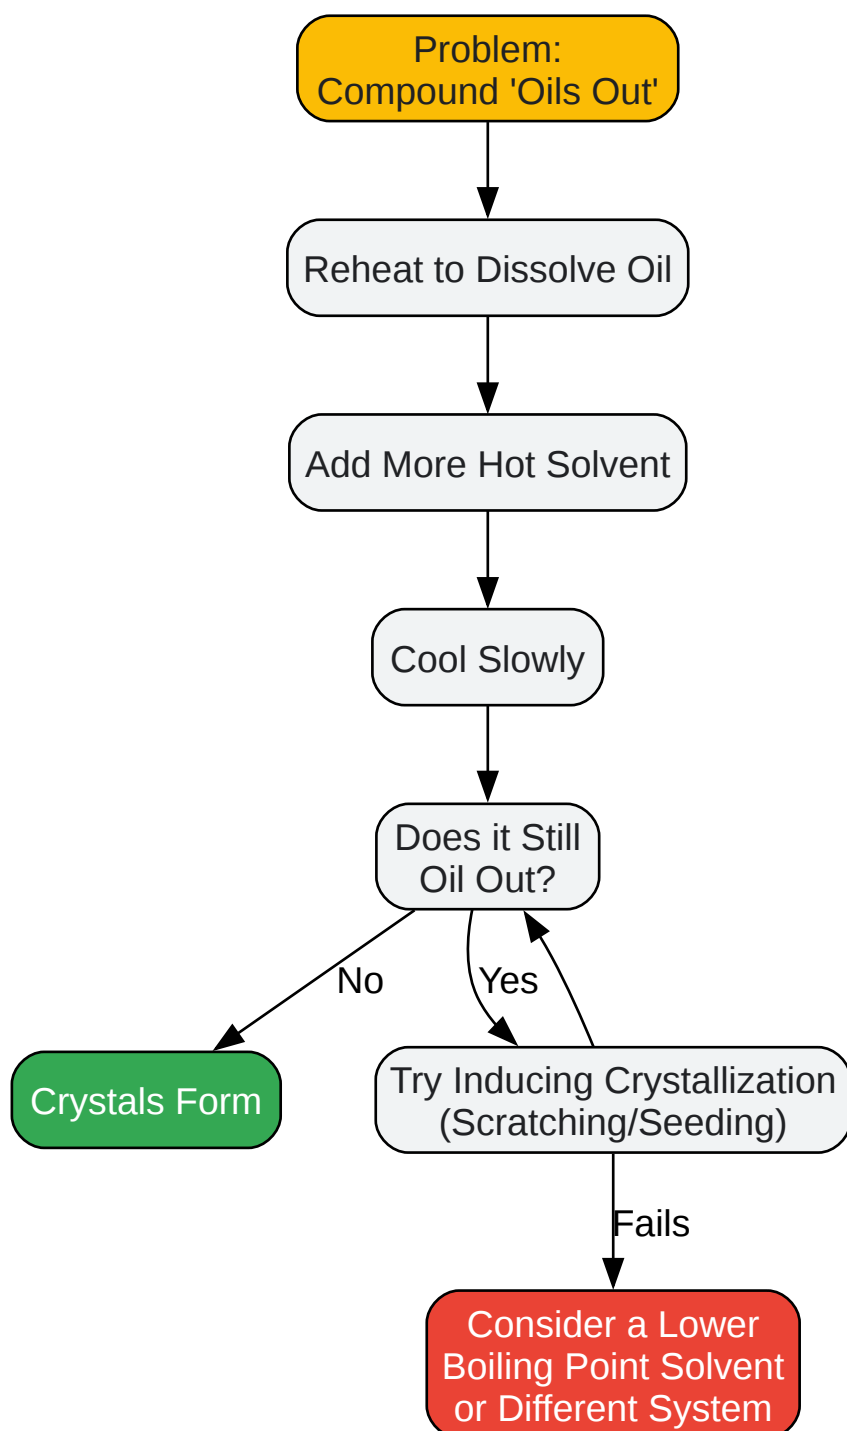 Problem:
Compound 'Oils Out'
Reheat to Dissolve Oil
Add More Hot Solvent
Cool Slowly
Does it Still
Oil Out?
No
Yes
Crystals Form
Try Inducing Crystallization
(Scratching/Seeding)
Fails
Consider a Lower
Boiling Point Solvent
or Different System